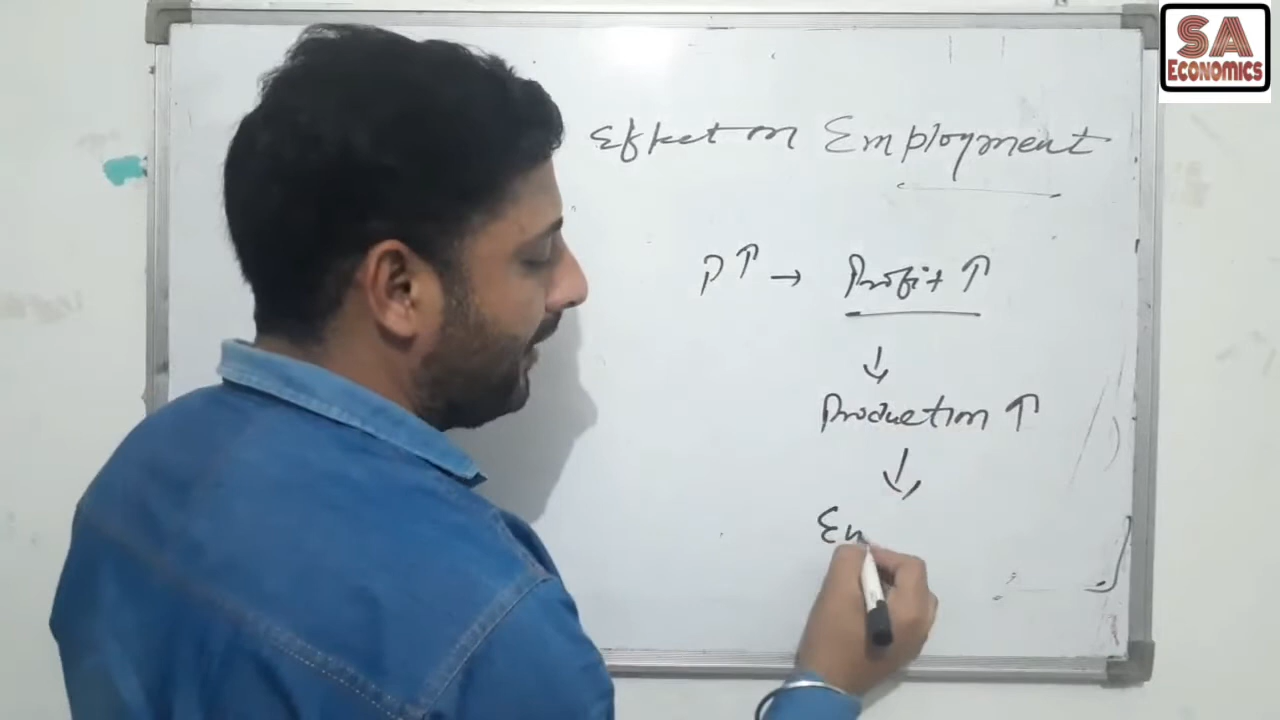 SA
ECONOMICS
Effect on Employment
P↑ → Profit ↑
↓
Production ↑
↓
Em